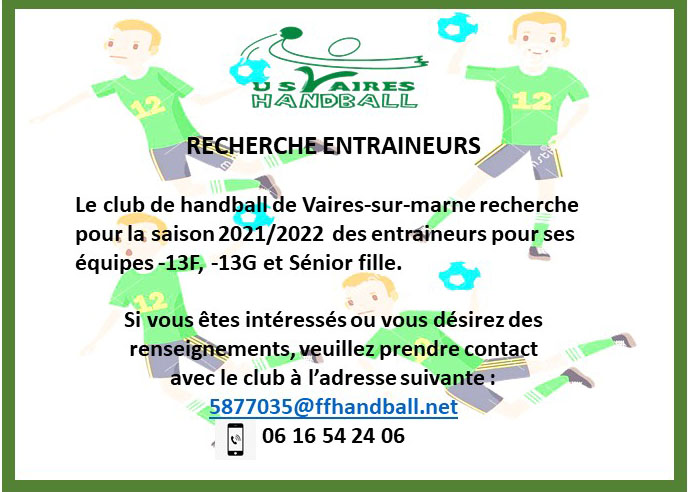 U S VAIRES
HANDBALL
RECHERCHE ENTRAINEURS
Le club de handball de Vaires-sur-marne recherche
pour la saison 2021/2022 des entraineurs pour ses
équipes -13F, -13G et Sénior fille.
Si vous êtes intéressés ou vous désirez des
renseignements, veuillez prendre contact
avec le club à l’adresse suivante :
5877035@ffhandball.net
06 16 54 24 06
12
12
12